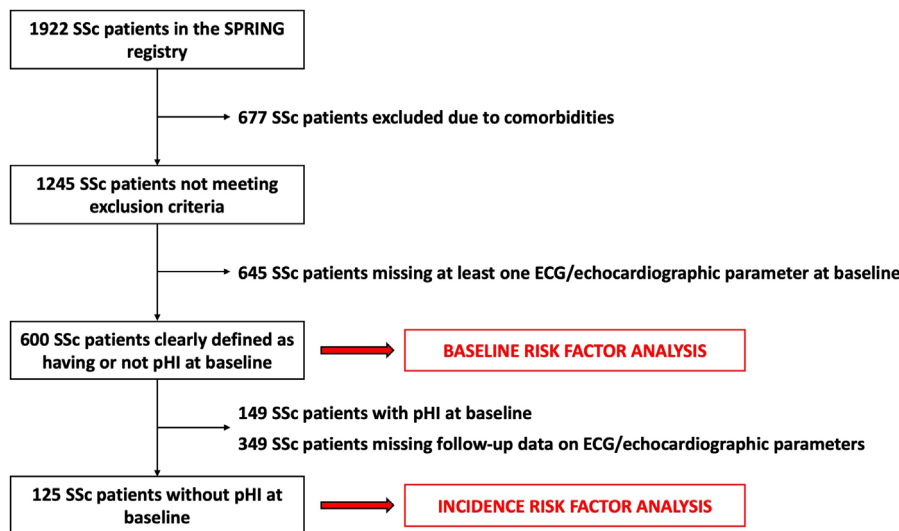 1922 SSc patients in the SPRING
registry
677 SSc patients excluded due to comorbidities
1245 SSc patients not meeting
exclusion criteria
645 SSc patients missing at least one ECG/echocardiographic parameter at baseline
600 SSc patients clearly defined as
having or not pHI at baseline
BASELINE RISK FACTOR ANALYSIS
149 SSc patients with pHI at baseline
349 SSc patients missing follow-up data on ECG/echocardiographic parameters
125 SSc patients without pHI at
baseline
INCIDENCE RISK FACTOR ANALYSIS